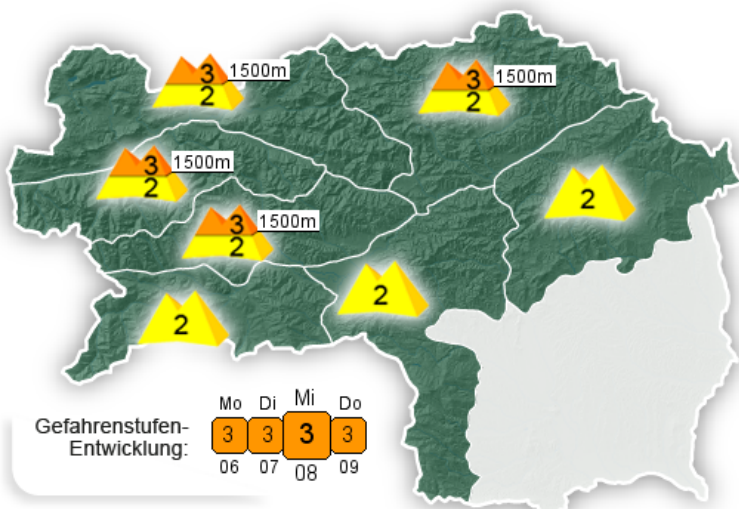 3 1500m
2
3 1500m
2
3 1500m
2
2
3 1500m
2
2
2
Mo Di Mi Do
Gefahrenstufen-
Entwicklung:
3 3 3 3
06 07 08 09